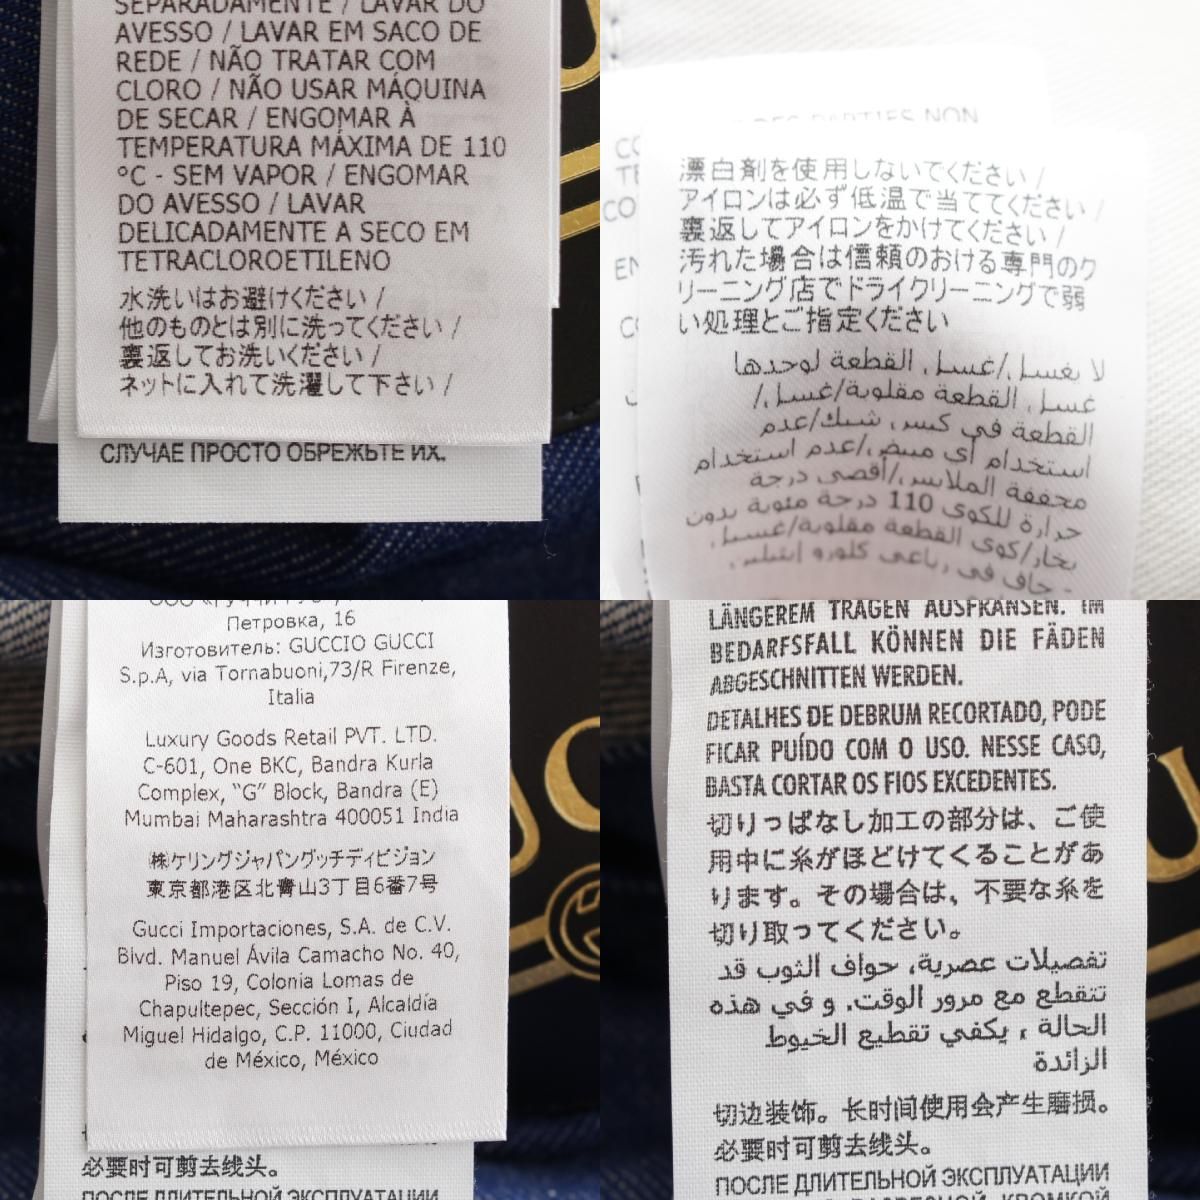 SEPARADAMENTE / LAVAR DO
AVESSO / LAVAR EM SACO DE
REDE / NÃO TRATAR COM
CLORO / NÃO USAR MÁQUINA
DE SECAR / ENGOMAR À
TEMPERATURA MÁXIMA DE 110
°C - SEM VAPOR / ENGOMAR
DO AVESSO / LAVAR
DELICADAMENTE A SECO EM
TETRACLOROETILENO
水洗いはお避けください /
他のものとは別に洗ってください /
裏返してお洗いください /
ネットに入れて洗濯して下さい /
СЛУЧАЕ ПРОСТО ОБРЕЖЬТЕ ИХ.
PARTIES NON
漂白剤を使用しないでください /
アイロンは必ず低温で当ててください /
裏返してアイロンをかけてください /
汚れた場合は信頼のおける専門のク
リーニング店でドライクリーニングで弱
い処理とご指定ください
لا يغسل/غسل القطعة لوحدها
غسل القطعة مقلوبة/غسل/
القطعة في كيس شبك/عدم
استخدام أي مبيض/عدم استخدام
مجففة الملابس/أقصى درجة
حرارة للكوي 110 درجة مئوية بدون
بخار/كوي القطعة مقلوبة/غسيل
جاف في رباعي كلورو إيثيلين
Петровка, 16
Изготовитель: GUCCIO GUCCI
S.p.A, via Tornabuoni,73/R Firenze,
Italia
Luxury Goods Retail PVT. LTD.
C-601, One BKC, Bandra Kurla
Complex, "G" Block, Bandra (E)
Mumbai Maharashtra 400051 India
㈱ケリングジャパングッチディビジョン
東京都港区北青山3丁目6番7号
Gucci Importaciones, S.A. de C.V.
Blvd. Manuel Ávila Camacho No. 40,
Piso 19, Colonia Lomas de
Chapultepec, Sección I, Alcaldía
Miguel Hidalgo, C.P. 11000, Ciudad
de México, México
必要时可剪去线头。
ПОСЛЕ ДЛИТЕЛЬНОЙ ЭКСПЛУАТАЦИИ
LÄNGEREM TRAGEN AUSFRANSEN. IM
BEDARFSFALL KÖNNEN DIE FÄDEN
ABGESCHNITTEN WERDEN.
DETALHES DE DEBRUM RECORTADO, PODE
FICAR PUÍDO COM O USO. NESSE CASO,
BASTA CORTAR OS FIOS EXCEDENTES.
切りっぱなし加工の部分は、ご使
用中に糸がほどけてくることがあ
ります。その場合は、不要な糸を
切り取ってください。
تفصيلات عصرية، حواف الثوب قد
تتقطع مع مرور الوقت. و في هذه
الحالة ، يكفي تقطيع الخيوط
الزائدة
切边装饰。长时间使用会产生磨损。
必要时可剪去线头。
ПОСЛЕ ДЛИТЕЛЬНОЙ ЭКСПЛУАТАЦИИ